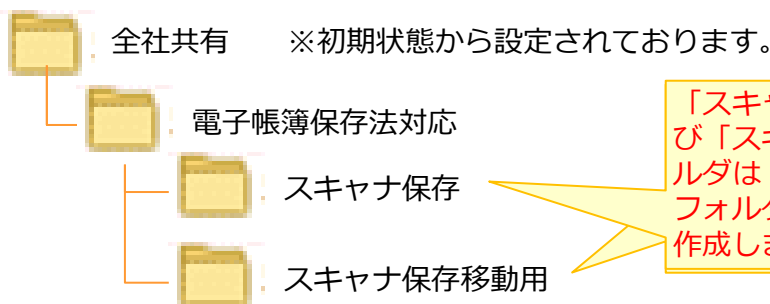 全社共有　　※初期状態から設定されております。
電子帳簿保存法対応
「スキャ
び「スキ
ルダは「
フォルダ
作成しま
スキャナ保存
スキャナ保存移動用